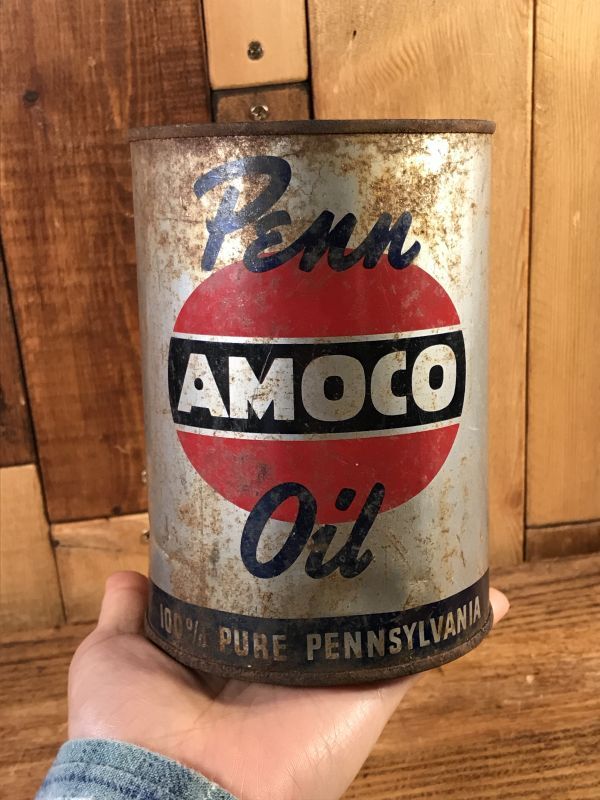 Penn
AMOCO
Oil
100% PURE PENNSYLVANIA